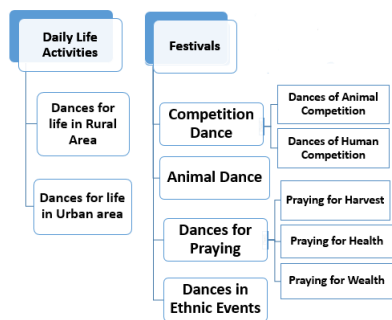 Daily Life
Activities
Dances for
life in Rural
Area
Dances for life
in Urban area
Festivals
Competition
Dance
Dances of Animal
Competition
Dances of Human
Competition
Animal Dance
Dances for
Praying
Praying for Harvest
Praying for Health
Praying for Wealth
Dances in
Ethnic Events